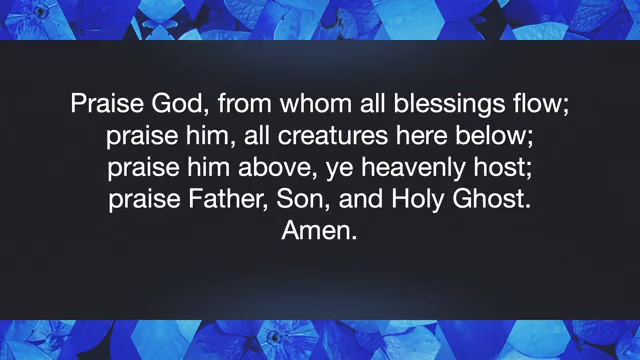 Praise God, from whom all blessings flow;
praise him, all creatures here below;
praise him above, ye heavenly host;
praise Father, Son, and Holy Ghost.
Amen.